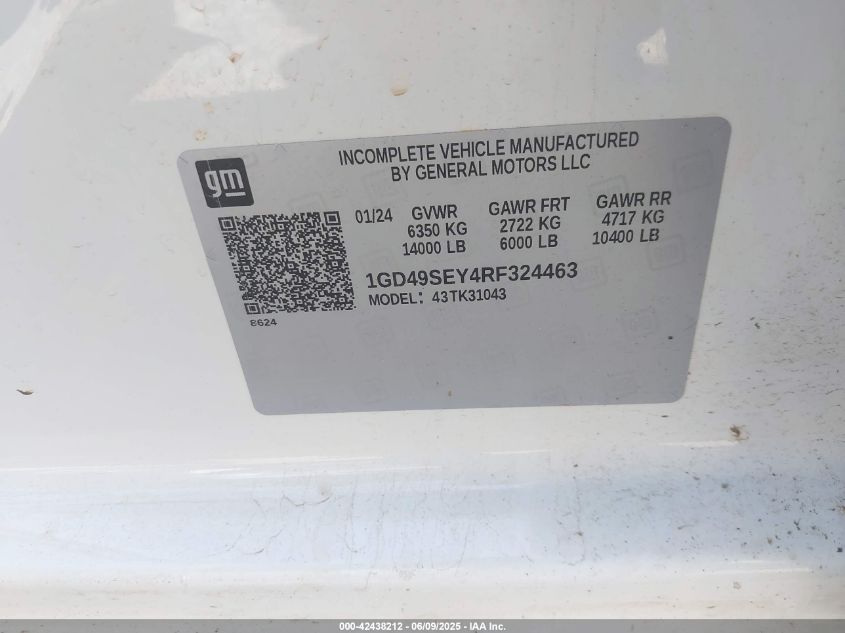 gm
INCOMPLETE VEHICLE MANUFACTURED
BY GENERAL MOTORS LLC
01/24 GVWR GAWR FRT GAWR RR
6350 KG 2722 KG 4717 KG
14000 LB 6000 LB 10400 LB
1GD49SEY4RF324463
MODEL: 43TK31043
8624
000-42438212 - 06/09/2025 - IAA Inc.